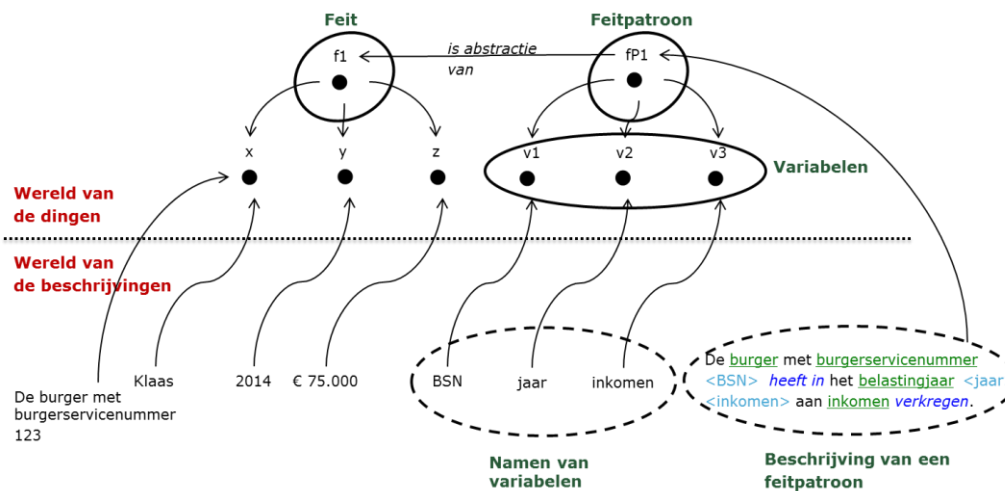 Feit
Feitpatroon
f1
is abstractie
van
fP1
x
y
z
v1
v2
v3
Variabelen
Wereld van
de dingen
Wereld van
de beschrijvingen
De burger met
burgerservicenummer
123
Klaas
2014
€ 75.000
BSN
jaar
inkomen
De burger met burgerservicenummer
<BSN> heeft in het belastingjaar <jaar
<inkomen> aan inkomen verkregen.
Namen van
variabelen
Beschrijving van een
feitpatroon